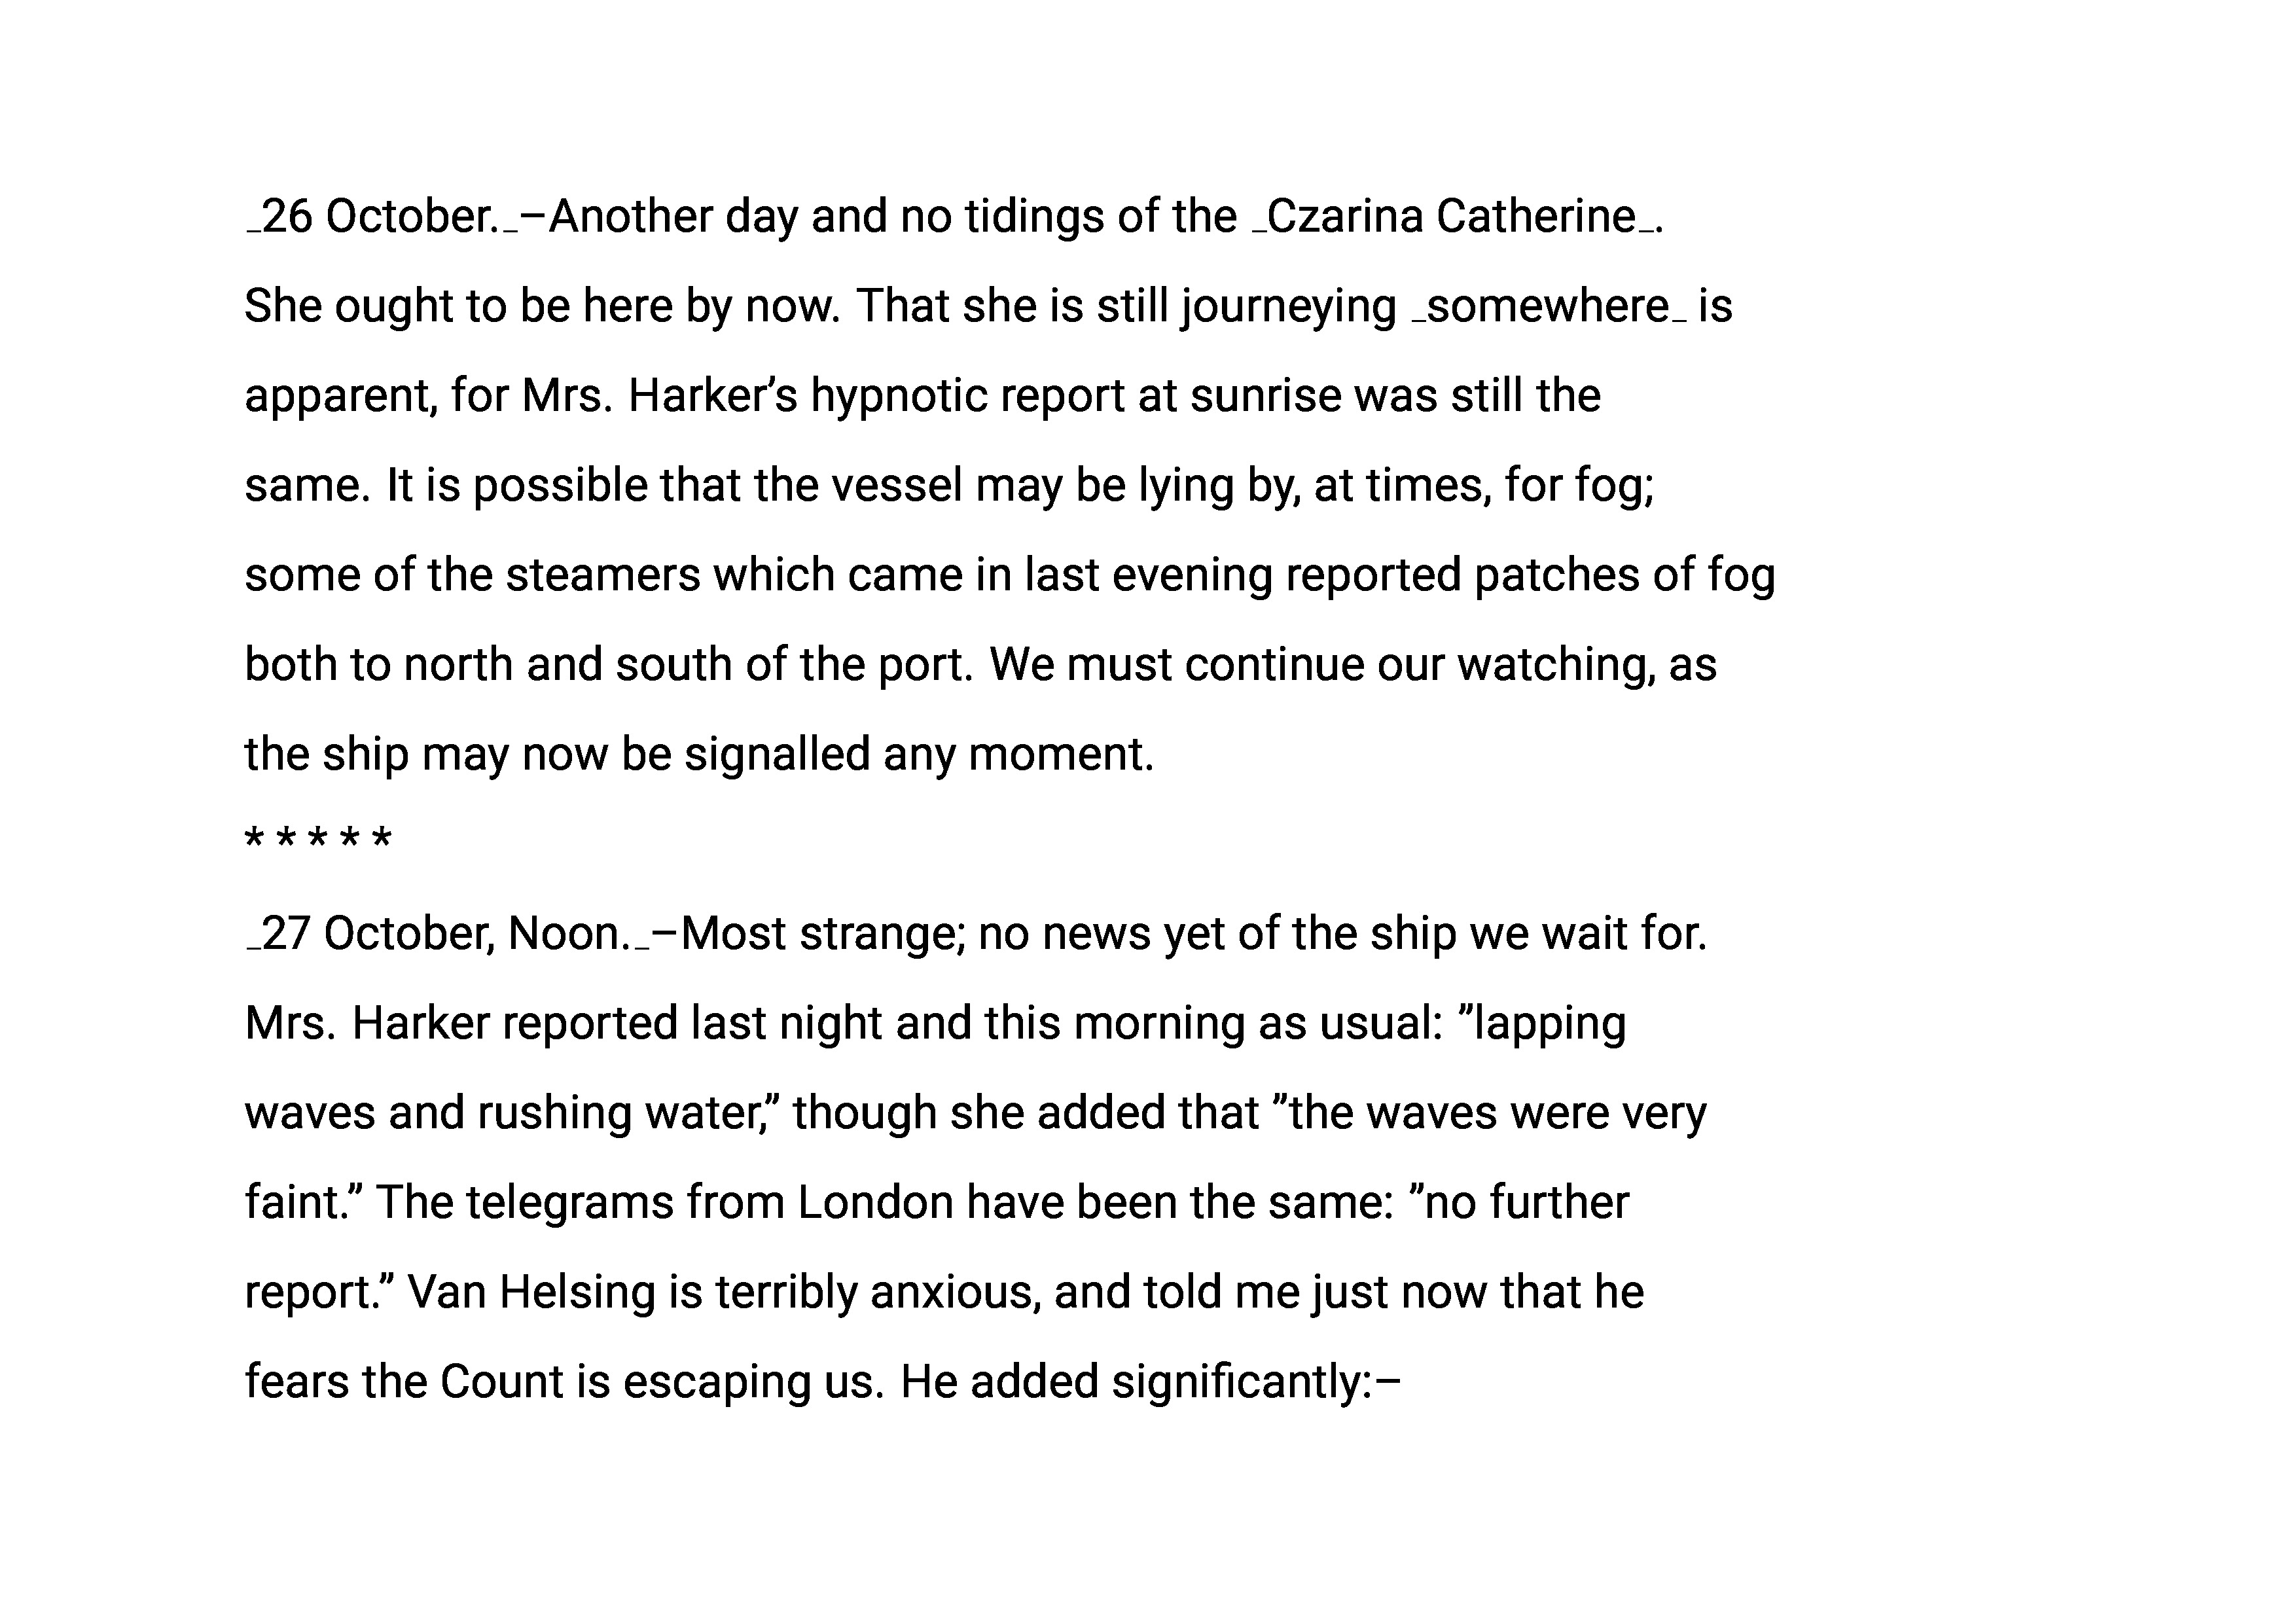 _26 October._–Another day and no tidings of the _Czarina Catherine_.
She ought to be here by now. That she is still journeying _somewhere_ is
apparent, for Mrs. Harker’s hypnotic report at sunrise was still the
same. It is possible that the vessel may be lying by, at times, for fog;
some of the steamers which came in last evening reported patches of fog
both to north and south of the port. We must continue our watching, as
the ship may now be signalled any moment.
* * * * *
_27 October, Noon._–Most strange; no news yet of the ship we wait for.
Mrs. Harker reported last night and this morning as usual: ”lapping
waves and rushing water,” though she added that ”the waves were very
faint.” The telegrams from London have been the same: ”no further
report.” Van Helsing is terribly anxious, and told me just now that he
fears the Count is escaping us. He added significantly:–